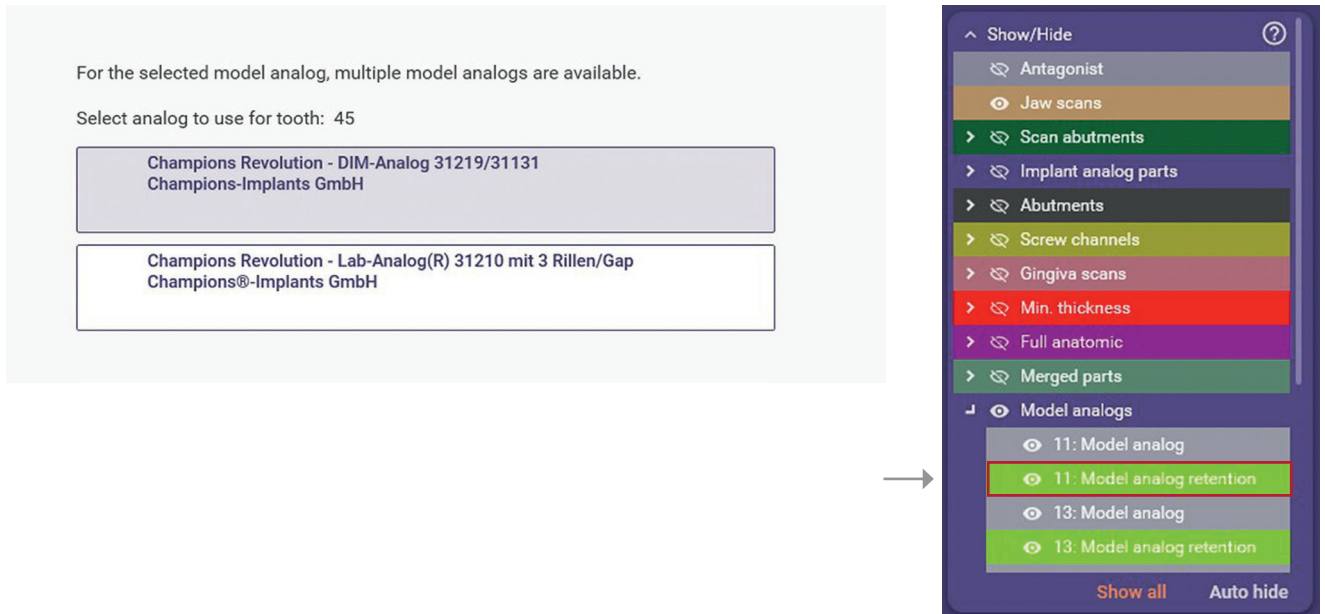 For the selected model analog, multiple model analogs are available.
Select analog to use for tooth: 45
Champions Revolution - DIM-Analog 31219/31131
Champions-Implants GmbH
Champions Revolution - Lab-Analog(R) 31210 mit 3 Rillen/Gap
Champions®-Implants GmbH
Show/Hide
Antagonist
Jaw scans
Scan abutments
Implant analog parts
Abutments
Screw channels
Gingiva scans
Min. thickness
Full anatomic
Merged parts
Model analogs
11: Model analog
11: Model analog retention
13: Model analog
13: Model analog retention
Show all Auto hide